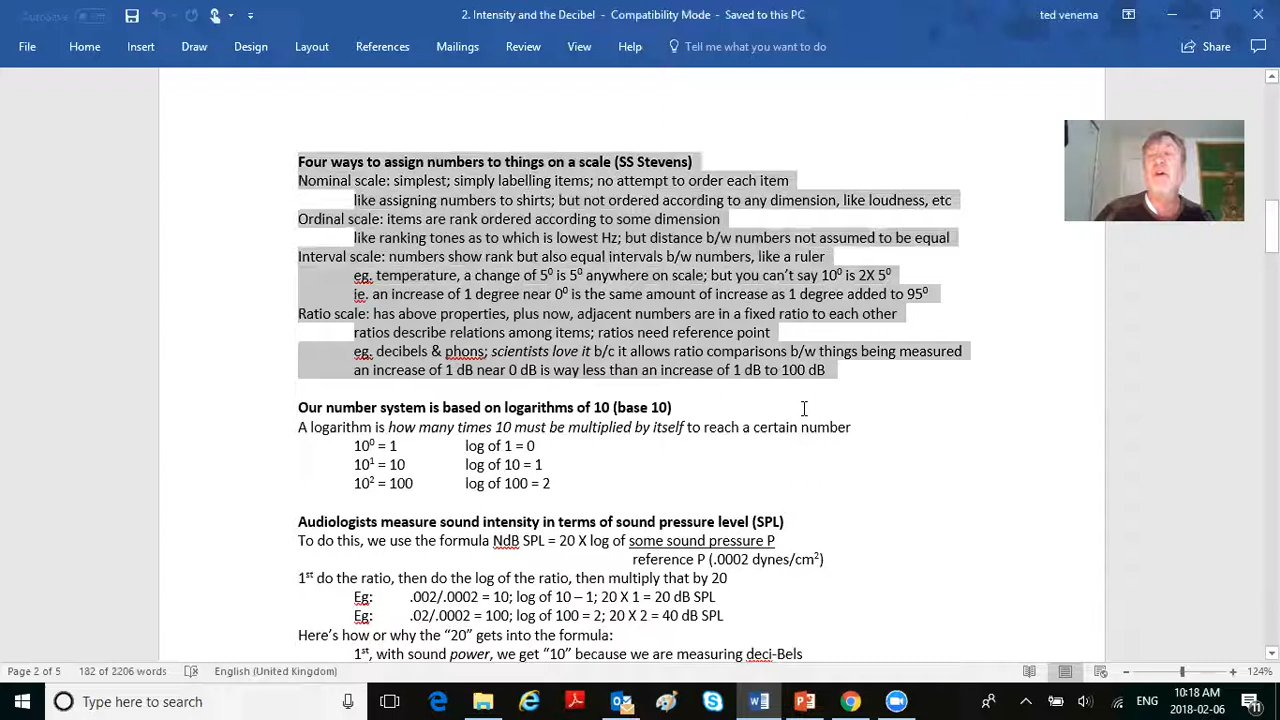 AutoSave
2. Intensity and the Decibel - Compatibility Mode - Saved to this PC
ted venema
File Home Insert Draw Design Layout References Mailings Review View Help Tell me what you want to do Share
Four ways to assign numbers to things on a scale (SS Stevens)
Nominal scale: simplest; simply labelling items; no attempt to order each item
like assigning numbers to shirts; but not ordered according to any dimension, like loudness, etc
Ordinal scale: items are rank ordered according to some dimension
like ranking tones as to which is lowest Hz; but distance b/w numbers not assumed to be equal
Interval scale: numbers show rank but also equal intervals b/w numbers, like a ruler
eg. temperature, a change of 5⁰ is 5⁰ anywhere on scale; but you can’t say 10⁰ is 2X 5⁰
ie. an increase of 1 degree near 0⁰ is the same amount of increase as 1 degree added to 95⁰
Ratio scale: has above properties, plus now, adjacent numbers are in a fixed ratio to each other
ratios describe relations among items; ratios need reference point
eg. decibels & phons; scientists love it b/c it allows ratio comparisons b/w things being measured
an increase of 1 dB near 0 dB is way less than an increase of 1 dB to 100 dB
Our number system is based on logarithms of 10 (base 10)
A logarithm is how many times 10 must be multiplied by itself to reach a certain number
10⁰ = 1 log of 1 = 0
10¹ = 10 log of 10 = 1
10² = 100 log of 100 = 2
Audiologists measure sound intensity in terms of sound pressure level (SPL)
To do this, we use the formula NdB SPL = 20 X log of some sound pressure P
reference P (.0002 dynes/cm²)
1st do the ratio, then do the log of the ratio, then multiply that by 20
Eg: .002/.0002 = 10; log of 10 – 1; 20 X 1 = 20 dB SPL
Eg: .02/.0002 = 100; log of 100 = 2; 20 X 2 = 40 dB SPL
Here’s how or why the “20” gets into the formula:
1st, with sound power, we get “10” because we are measuring deci-Bels
Page 2 of 5 182 of 2206 words English (United Kingdom) 124%
Type here to search
ENG
10:18 AM
2018-02-06